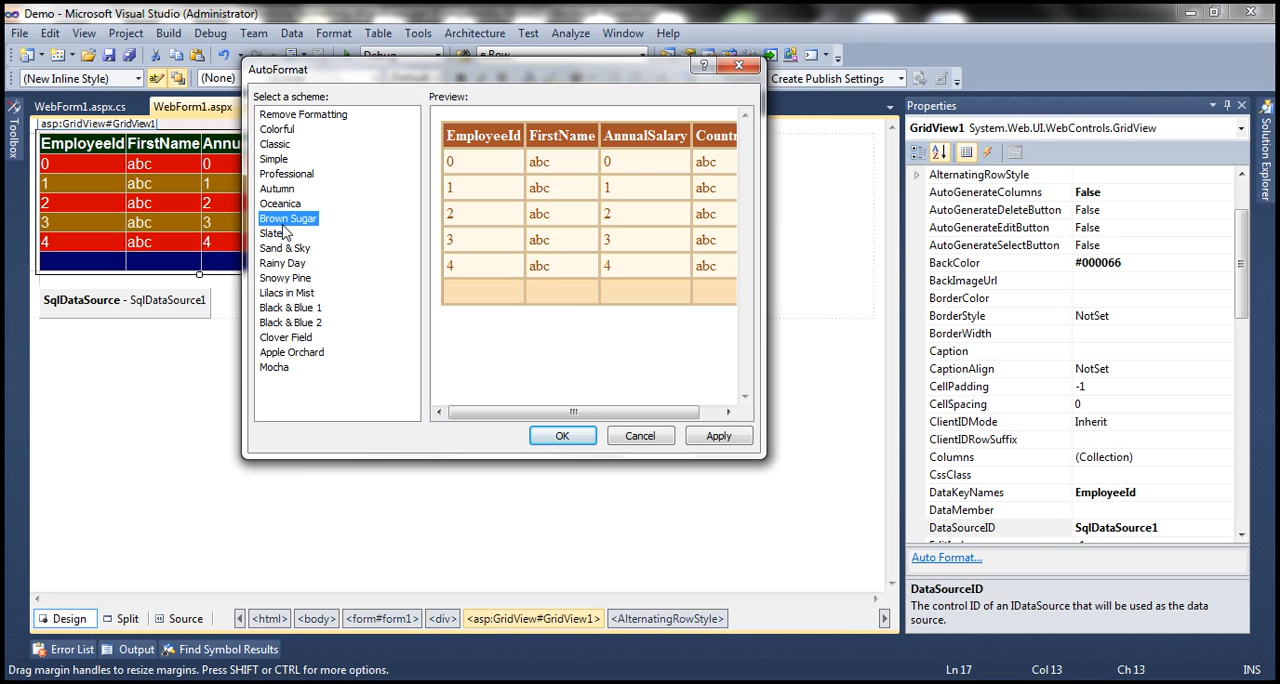 Demo - Microsoft Visual Studio (Administrator)
File Edit View Project Build Debug Team Data Format Table Tools Architecture Test Analyze Window Help
Debug e Row
(New Inline Style) (None) Create Publish Settings
WebForm1.aspx.cs WebForm1.aspx
asp:GridView#GridView1
EmployeeId FirstName Annu
0 abc 0
1 abc 1
2 abc 2
3 abc 3
4 abc 4
SqlDataSource - SqlDataSource1
Toolbox
AutoFormat
Select a scheme:
Remove Formatting
Colorful
Classic
Simple
Professional
Autumn
Oceanica
Brown Sugar
Slate
Sand & Sky
Rainy Day
Snowy Pine
Lilacs in Mist
Black & Blue 1
Black & Blue 2
Clover Field
Apple Orchard
Mocha
Preview:
EmployeeId FirstName AnnualSalary Countr
0 abc 0 abc
1 abc 1 abc
2 abc 2 abc
3 abc 3 abc
4 abc 4 abc
OK Cancel Apply
Properties
GridView1 System.Web.UI.WebControls.GridView
AlternatingRowStyle
AutoGenerateColumns False
AutoGenerateDeleteButton False
AutoGenerateEditButton False
AutoGenerateSelectButton False
BackColor #000066
BackImageUrl
BorderColor
BorderStyle NotSet
BorderWidth
Caption
CaptionAlign NotSet
CellPadding -1
CellSpacing 0
ClientIDMode Inherit
ClientIDRowSuffix
Columns (Collection)
CssClass
DataKeyNames EmployeeId
DataMember
DataSourceID SqlDataSource1
Auto Format...
DataSourceID
The control ID of an IDataSource that will be used as the data
source.
Solution Explorer
Design Split Source <html> <body> <form#form1> <div> <asp:GridView#GridView1> <AlternatingRowStyle>
Error List Output Find Symbol Results
Drag margin handles to resize margins. Press SHIFT or CTRL for more options. Ln 17 Col 13 Ch 13 INS